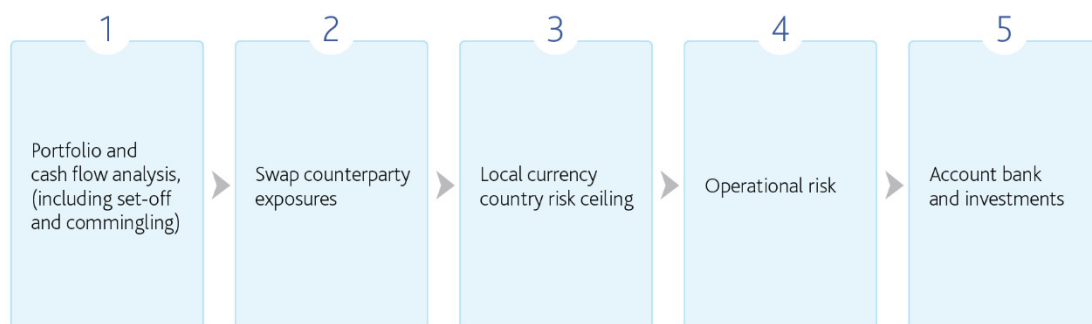 1
Portfolio and
cash flow analysis,
(including set-off
and commingling)
2
Swap counterparty
exposures
3
Local currency
country risk ceiling
4
Operational risk
5
Account bank
and investments